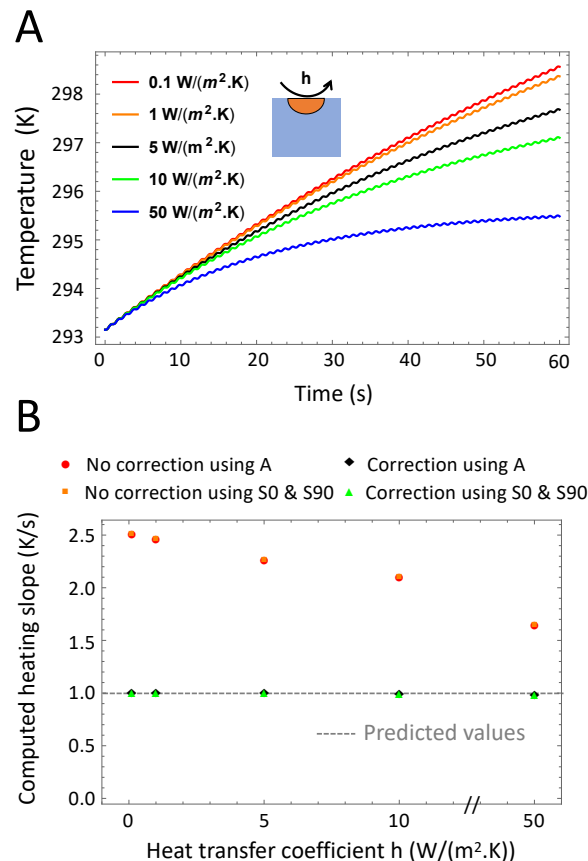 A
Temperature (K)
298
297
296
295
294
293
0.1 W/(m².K)
1 W/(m².K)
5 W/(m².K)
10 W/(m².K)
50 W/(m².K)
h
0
10
20
30
40
50
60
Time (s)
B
No correction using A
Correction using A
No correction using S0 & S90
Correction using S0 & S90
Computed heating slope (K/s)
2.5
2.0
1.5
1.0
0.5
0.0
Predicted values
0
5
10
//
50
Heat transfer coefficient h (W/(m².K))